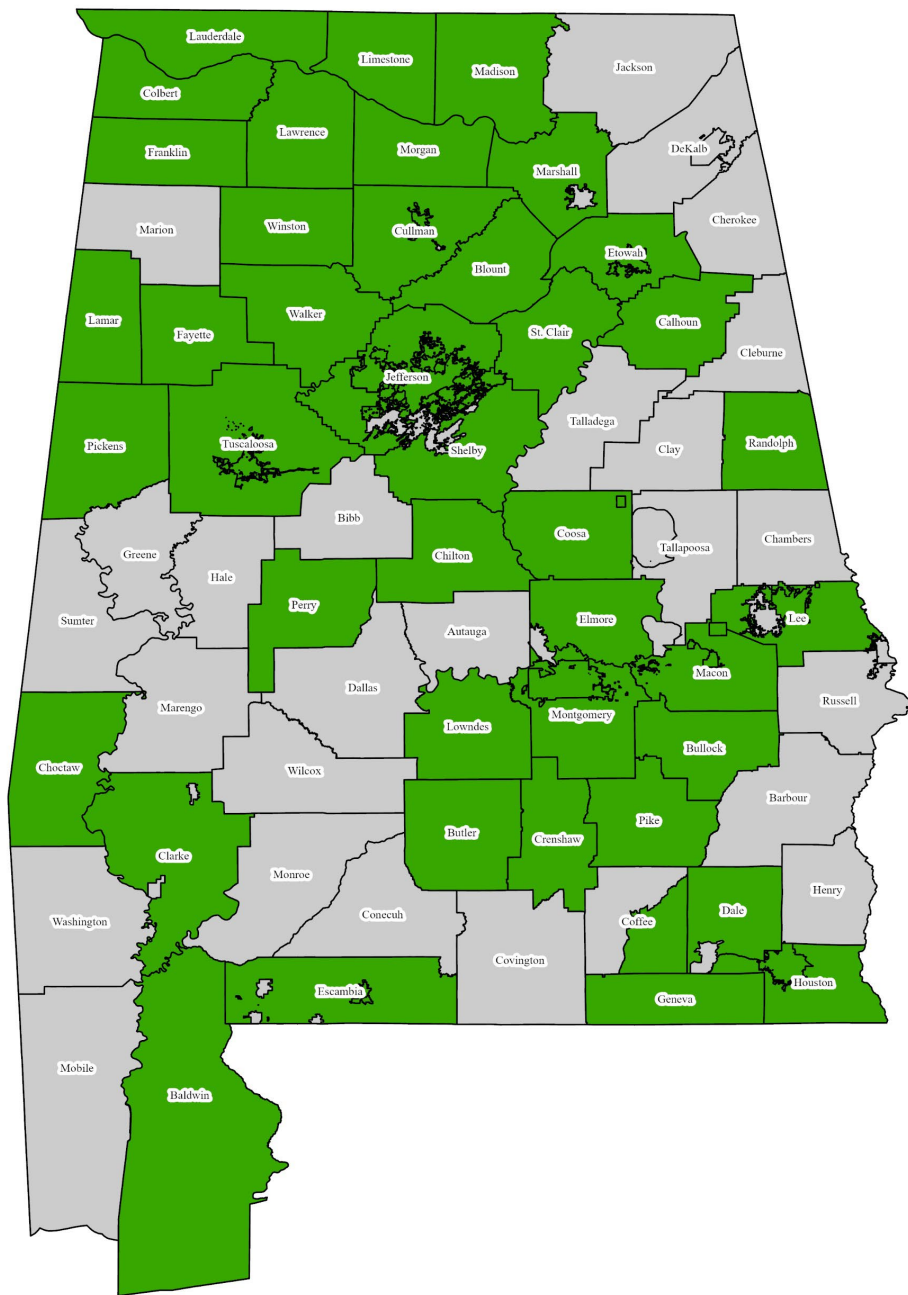 Lauderdale
Limestone
Madison
Jackson
Colbert
Lawrence
Franklin
Morgan
DeKalb
Marshall
Cherokee
Marion
Winston
Cullman
Etowah
Blount
Lamar
Fayette
Walker
St. Clair
Calhoun
Cleburne
Jefferson
Talladega
Pickens
Tuscaloosa
Shelby
Clay
Randolph
Bibb
Greene
Hale
Chilton
Coosa
Tallapoosa
Chambers
Sumter
Perry
Autauga
Elmore
Lee
Marengo
Dallas
Macon
Russell
Choctaw
Lowndes
Montgomery
Bullock
Wilcox
Barbour
Clarke
Butler
Crenshaw
Pike
Monroe
Henry
Washington
Conecuh
Coffee
Dale
Covington
Escambia
Geneva
Houston
Mobile
Baldwin